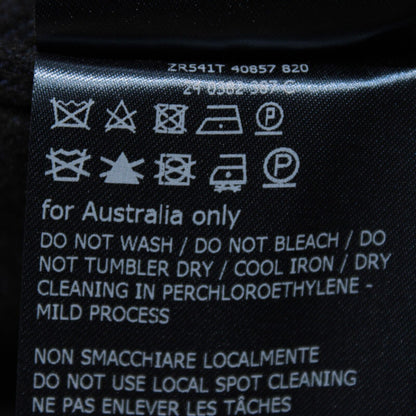 ZR541T 40857 820
P
P
for Australia only
DO NOT WASH / DO NOT BLEACH / DO
NOT TUMBLER DRY / COOL IRON / DRY
CLEANING IN PERCHLOROETHYLENE -
MILD PROCESS
NON SMACCHIARE LOCALMENTE
DO NOT USE LOCAL SPOT CLEANING
NE PAS ENLEVER LES TÂCHES